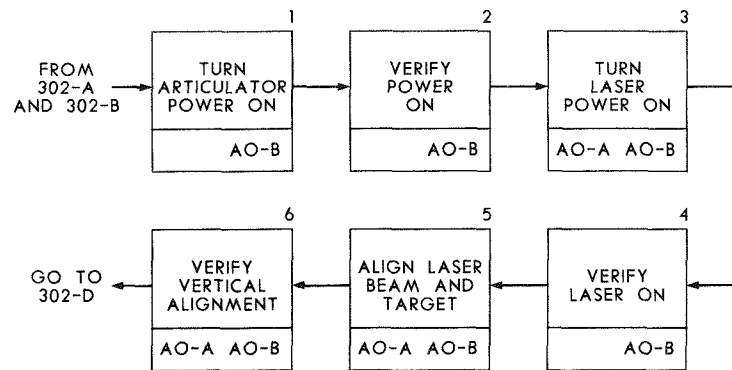 1
2
3
FROM
302-A
AND 302-B
TURN
ARTICULATOR
POWER ON
VERIFY
POWER
ON
TURN
LASER
POWER ON
AO-B
AO-B
AO-A AO-B
6
5
4
GO TO
302-D
VERIFY
VERTICAL
ALIGNMENT
ALIGN LASER
BEAM AND
TARGET
VERIFY
LASER ON
AO-A AO-B
AO-A AO-B
AO-B